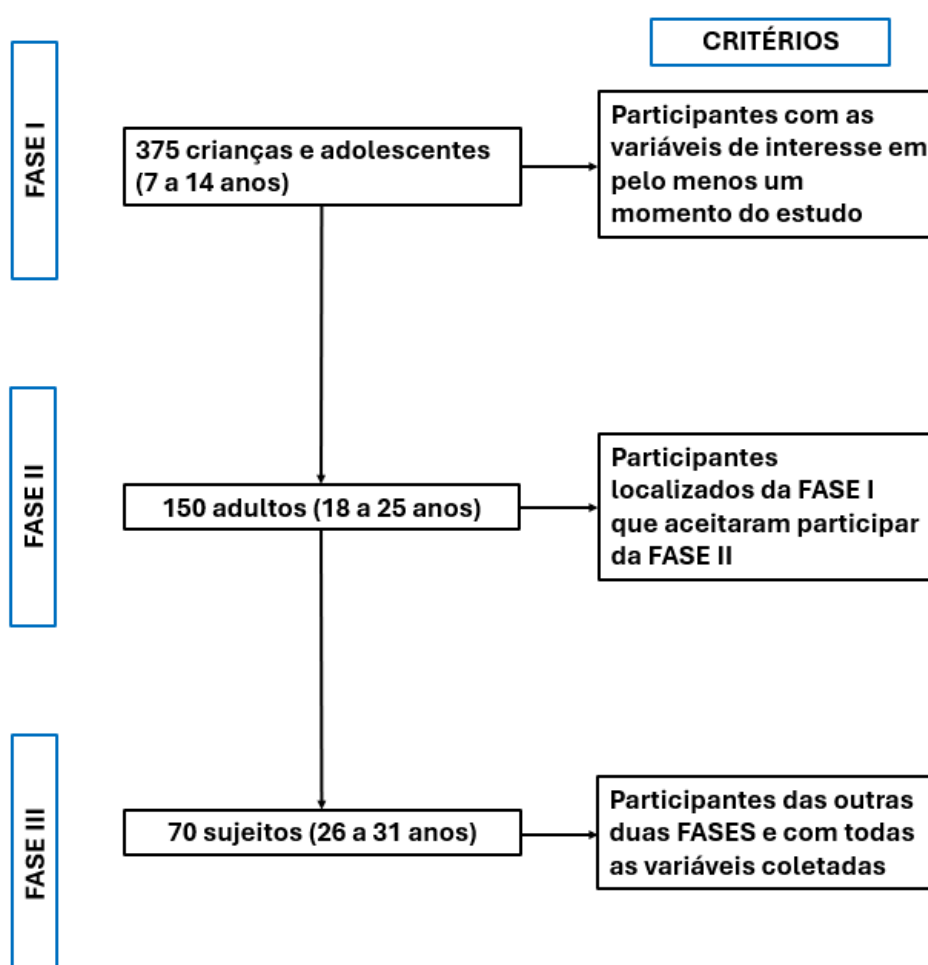 CRITÉRIOS
FASE I
375 crianças e adolescentes
(7 a 14 anos)
Participantes com as
variáveis de interesse em
pelo menos um
momento do estudo
FASE II
150 adultos (18 a 25 anos)
Participantes
localizados da FASE I
que aceitaram participar
da FASE II
FASE III
70 sujeitos (26 a 31 anos)
Participantes das outras
duas FASES e com todas
as variáveis coletadas